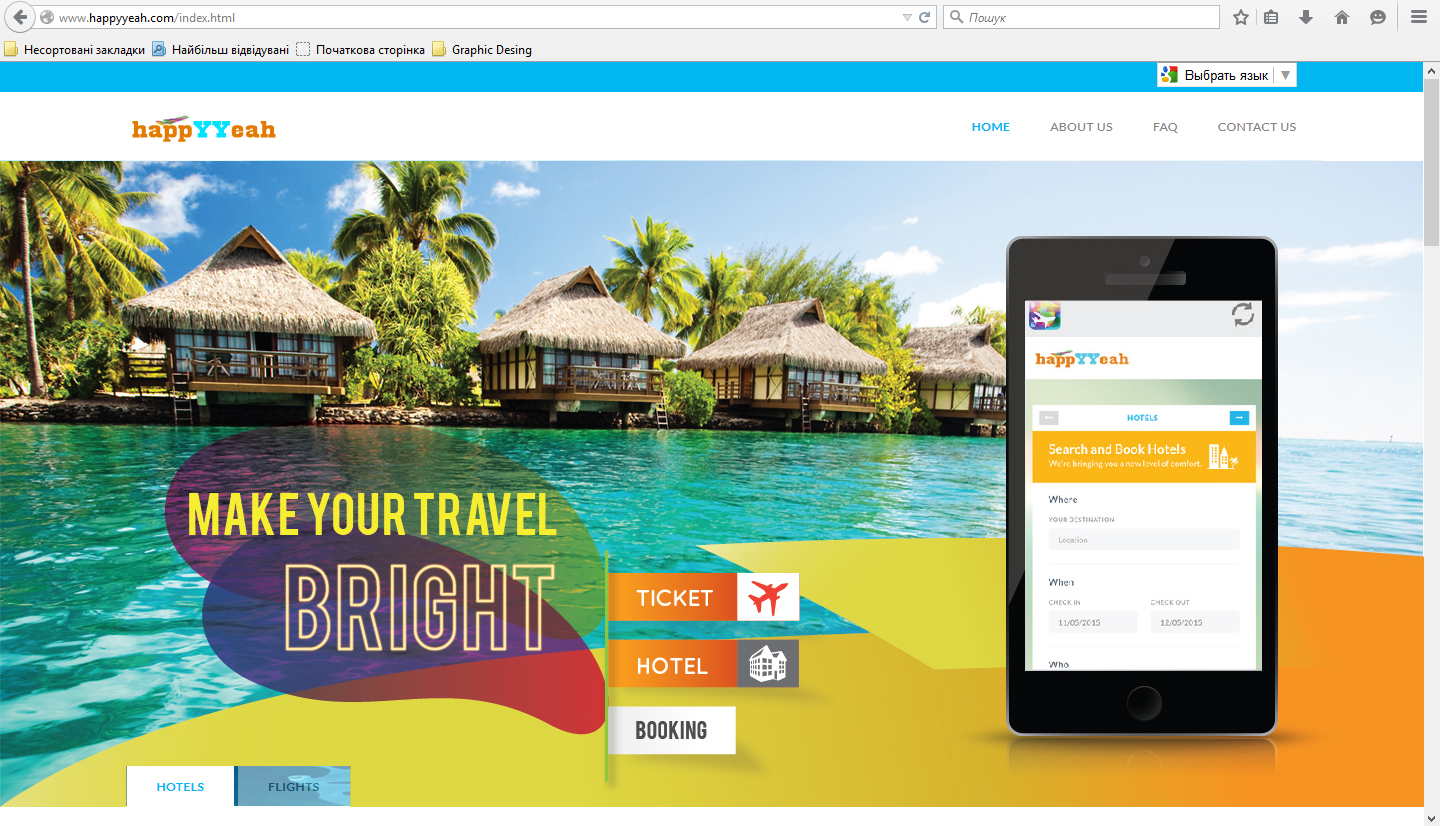 www.happyyeah.com/index.html
Пошук
Несортовані закладки
Найбільш відвідувані
Початкова сторінка
Graphic Desing
Выбрать язык
happYYeah
HOME
ABOUT US
FAQ
CONTACT US
MAKE YOUR TRAVEL
BRIGHT
TICKET
HOTEL
BOOKING
happYYeah
HOTELS
Search and Book Hotels
We're bringing you a new level of comfort.
Where
YOUR DESTINATION
Location
When
CHECK IN
CHECK OUT
11/05/2015
12/05/2015
Who
HOTELS
FLIGHTS